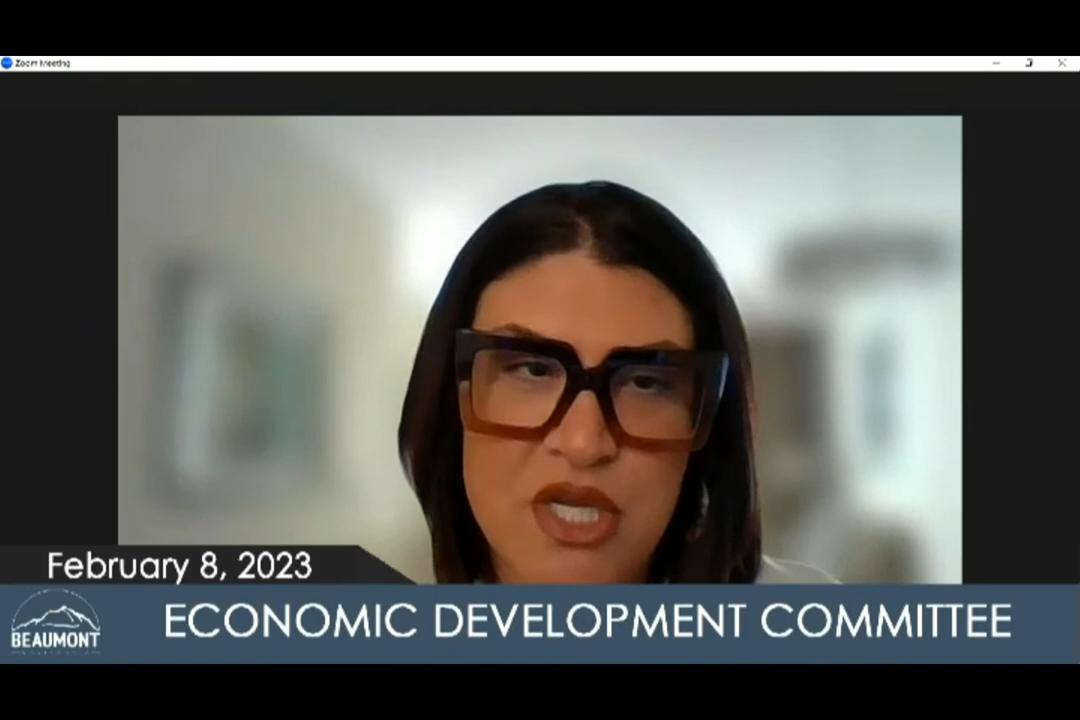 Zoom Meeting
February 8, 2023
ECONOMIC DEVELOPMENT COMMITTEE
BEAUMONT